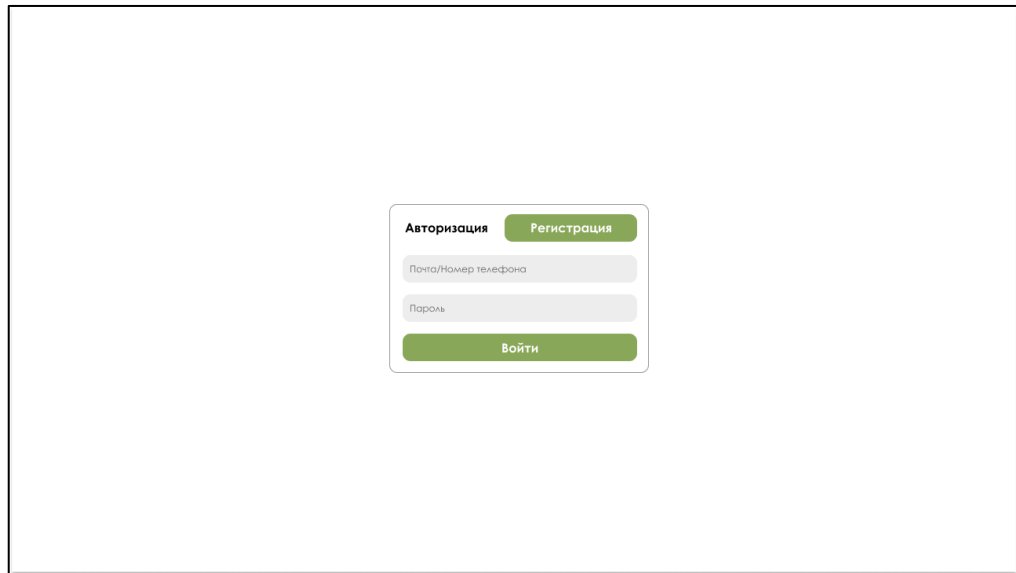 Авторизация Регистрация
Почта/Номер телефона
Пароль
Войти